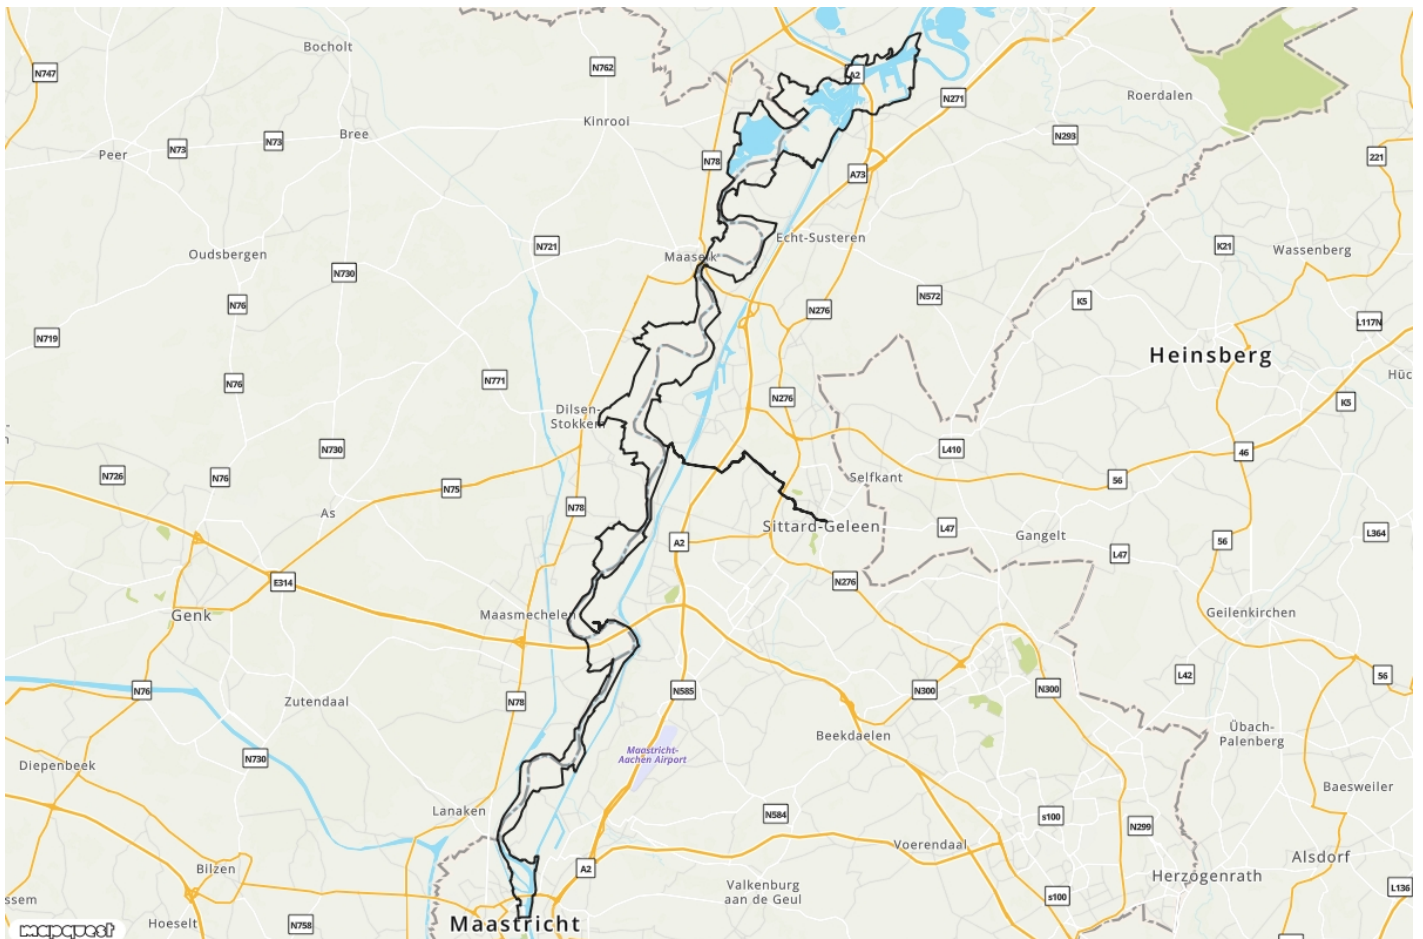 Bocholt
N747
N762
A2
N271
Roerdalen
Kinrooi
Bree
N73
N73
Peer
N293
N78
221
A73
Echt-Susteren
N721
K21
Wassenberg
Oudsbergen
Maaseik
N730
N572
K5
N76
N276
L117N
N719
Heinsberg
N771
N76
Hüc
N276
K5
Dilsen-
Stokkem
N730
L410
46
N726
N76
Selfkant
56
N75
N78
As
Sittard-Geleen
L47
Gangelt
L364
A2
56
L47
E314
N276
Genk
Maasmechelen
Geilenkirchen
L42
56
N76
N585
N300
N300
Zutendaal
N78
Beekdaelen
Übach-
Palenberg
Maastricht-
Aachen Airport
N730
Diepenbeek
Baesweiler
Lanaken
N584
s100
N299
Voerendaal
Alsdorf
Bilzen
A2
Herzogenrath
Valkenburg
aan de Geul
L136
ssem
s100
Hoeselt
N758
Maastricht
mapquest